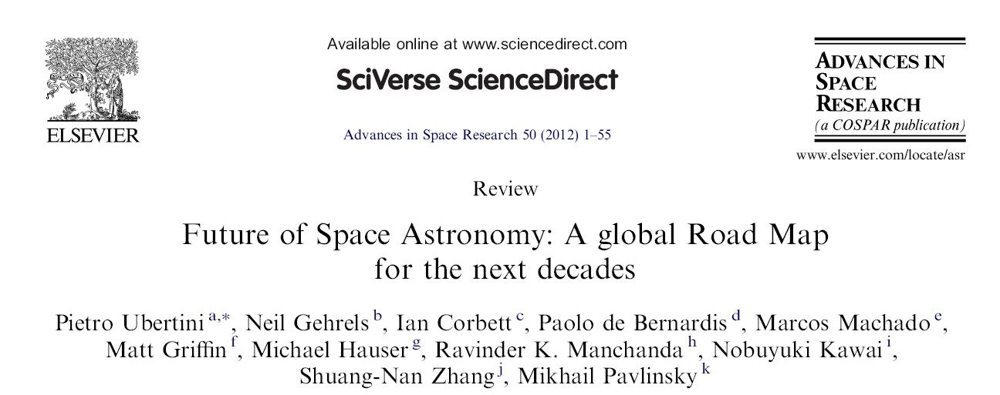 Available online at www.sciencedirect.com
SciVerse ScienceDirect
ELSEVIER
Advances in Space Research 50 (2012) 1–55
ADVANCES IN
SPACE
RESEARCH
(a COSPAR publication)
www.elsevier.com/locate/asr
Review
Future of Space Astronomy: A global Road Map
for the next decades
Pietro Ubertini a,*, Neil Gehrels b, Ian Corbett c, Paolo de Bernardis d, Marcos Machado e,
Matt Griffin f, Michael Hauser g, Ravinder K. Manchanda h, Nobuyuki Kawai i,
Shuang-Nan Zhang j, Mikhail Pavlinsky k